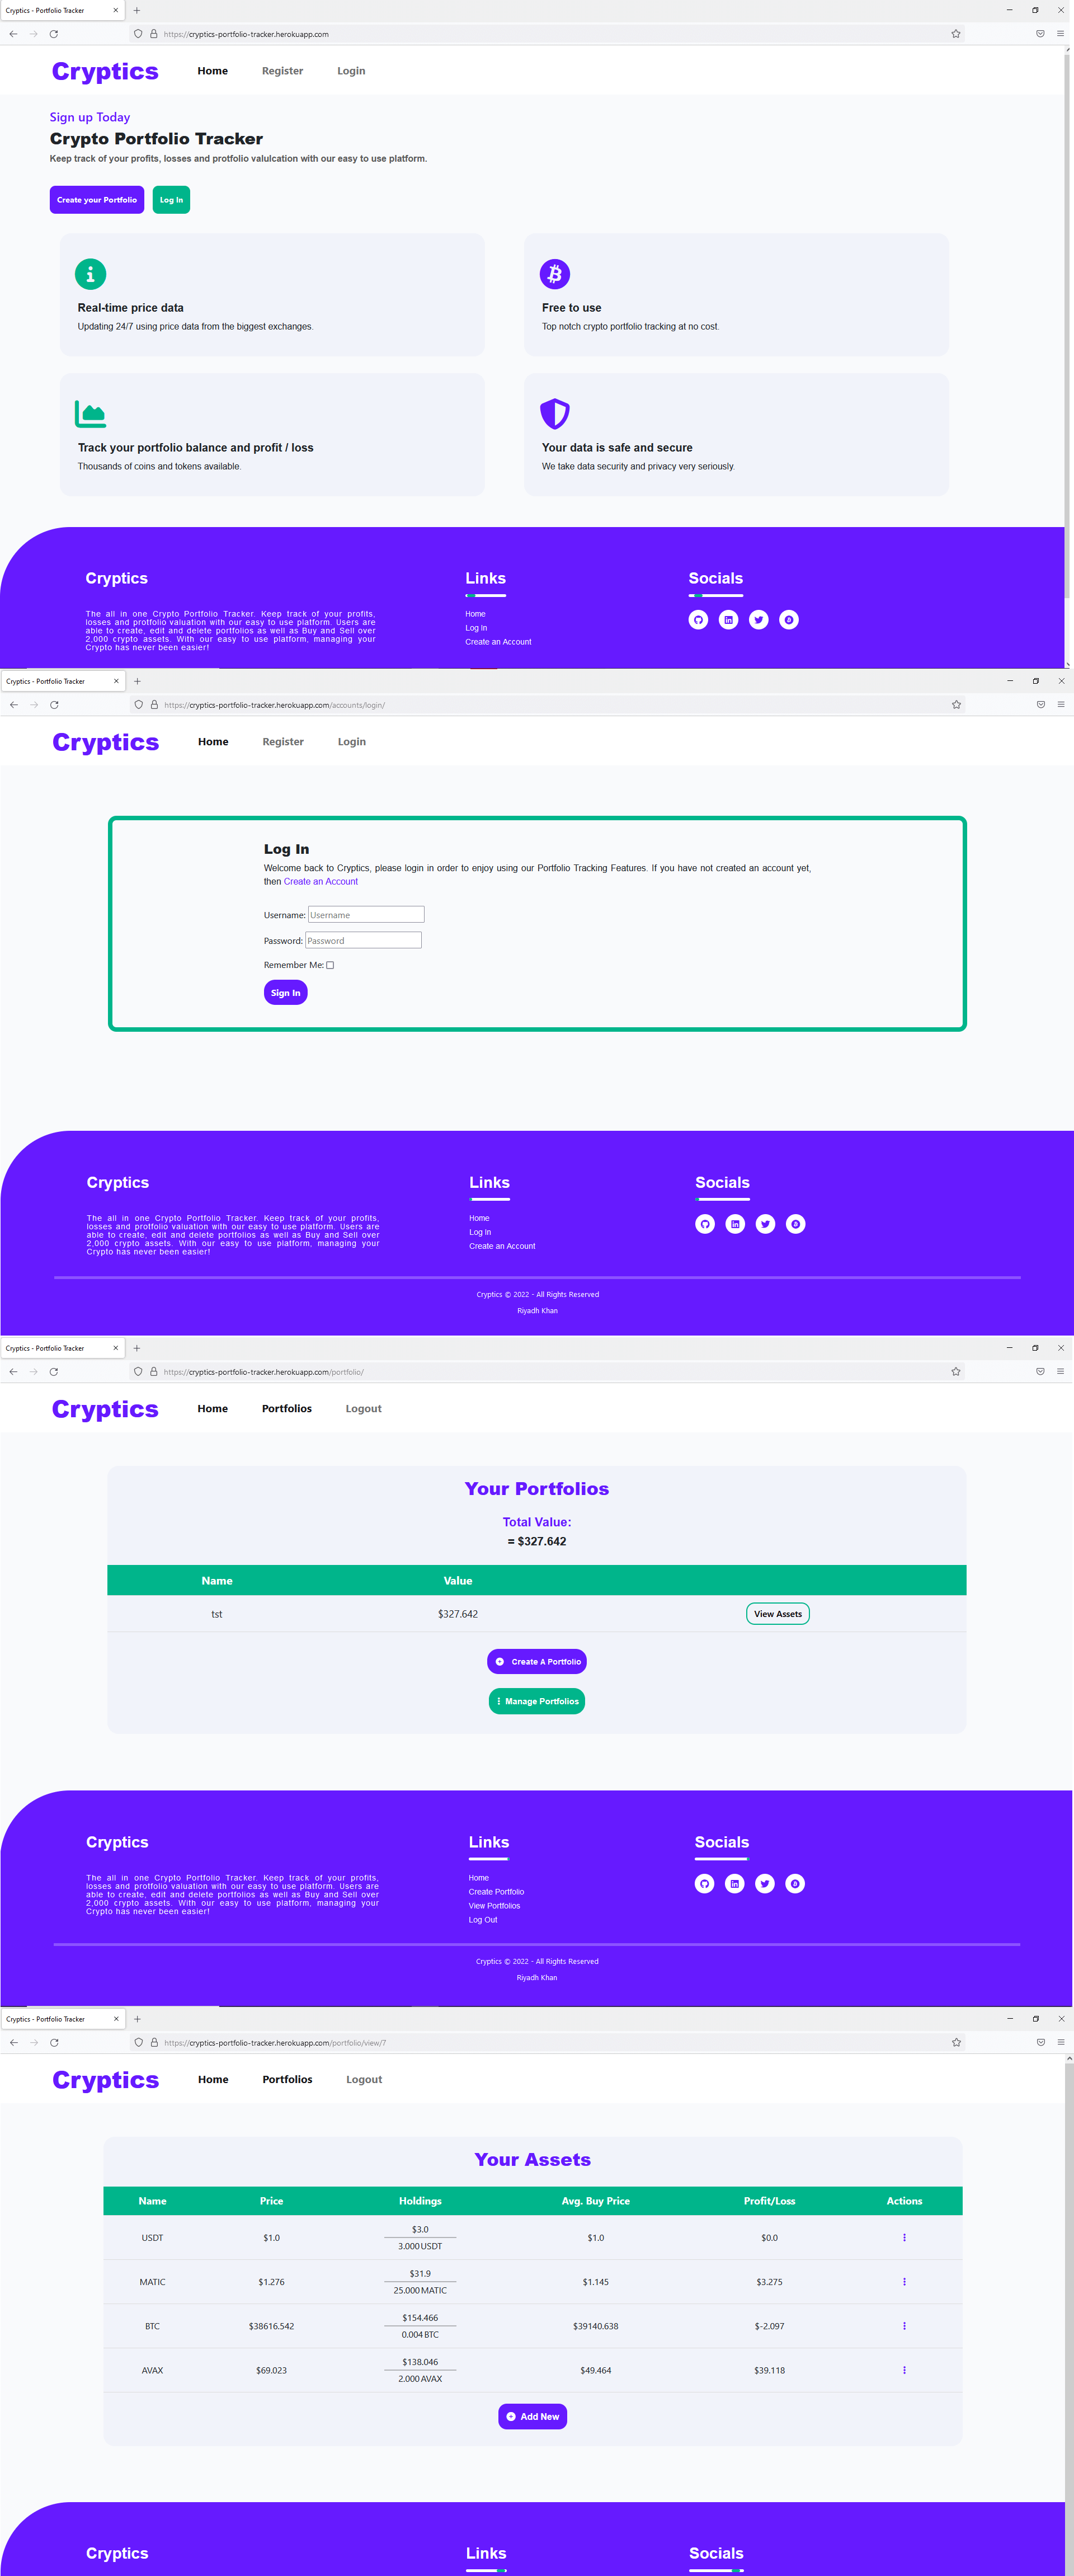 Cryptics - Portfolio Tracker
https://cryptics-portfolio-tracker.herokuapp.com
Cryptics Home Register Login
Sign up Today
Crypto Portfolio Tracker
Keep track of your profits, losses and protfolio valulcation with our easy to use platform.
Create your Portfolio Log In
Real-time price data
Updating 24/7 using price data from the biggest exchanges.
Free to use
Top notch crypto portfolio tracking at no cost.
Track your portfolio balance and profit / loss
Thousands of coins and tokens available.
Your data is safe and secure
We take data security and privacy very seriously.
Cryptics
The all in one Crypto Portfolio Tracker. Keep track of your profits,
losses and protfolio valuation with our easy to use platform. Users are
able to create, edit and delete portfolios as well as Buy and Sell over
2,000 crypto assets. With our easy to use platform, managing your
Crypto has never been easier!
Links
Home
Log In
Create an Account
Socials
Cryptics - Portfolio Tracker
https://cryptics-portfolio-tracker.herokuapp.com/accounts/login/
Cryptics Home Register Login
Log In
Welcome back to Cryptics, please login in order to enjoy using our Portfolio Tracking Features. If you have not created an account yet,
then Create an Account
Username: Username
Password: Password
Remember Me:
Sign In
Cryptics
The all in one Crypto Portfolio Tracker. Keep track of your profits,
losses and protfolio valuation with our easy to use platform. Users are
able to create, edit and delete portfolios as well as Buy and Sell over
2,000 crypto assets. With our easy to use platform, managing your
Crypto has never been easier!
Links
Home
Log In
Create an Account
Socials
Cryptics © 2022 - All Rights Reserved
Riyadh Khan
Cryptics - Portfolio Tracker
https://cryptics-portfolio-tracker.herokuapp.com/portfolio/
Cryptics Home Portfolios Logout
Your Portfolios
Total Value:
= $327.642
Name Value
tst $327.642 View Assets
Create A Portfolio
Manage Portfolios
Cryptics
The all in one Crypto Portfolio Tracker. Keep track of your profits,
losses and protfolio valuation with our easy to use platform. Users are
able to create, edit and delete portfolios as well as Buy and Sell over
2,000 crypto assets. With our easy to use platform, managing your
Crypto has never been easier!
Links
Home
Create Portfolio
View Portfolios
Log Out
Socials
Cryptics © 2022 - All Rights Reserved
Riyadh Khan
Cryptics - Portfolio Tracker
https://cryptics-portfolio-tracker.herokuapp.com/portfolio/view/7
Cryptics Home Portfolios Logout
Your Assets
Name Price Holdings Avg. Buy Price Profit/Loss Actions
USDT $1.0 $3.0 3.000 USDT $1.0 $0.0
MATIC $1.276 $31.9 25.000 MATIC $1.145 $3.275
BTC $38616.542 $154.466 0.004 BTC $39140.638 $-2.097
AVAX $69.023 $138.046 2.000 AVAX $49.464 $39.118
Add New
Cryptics Links Socials